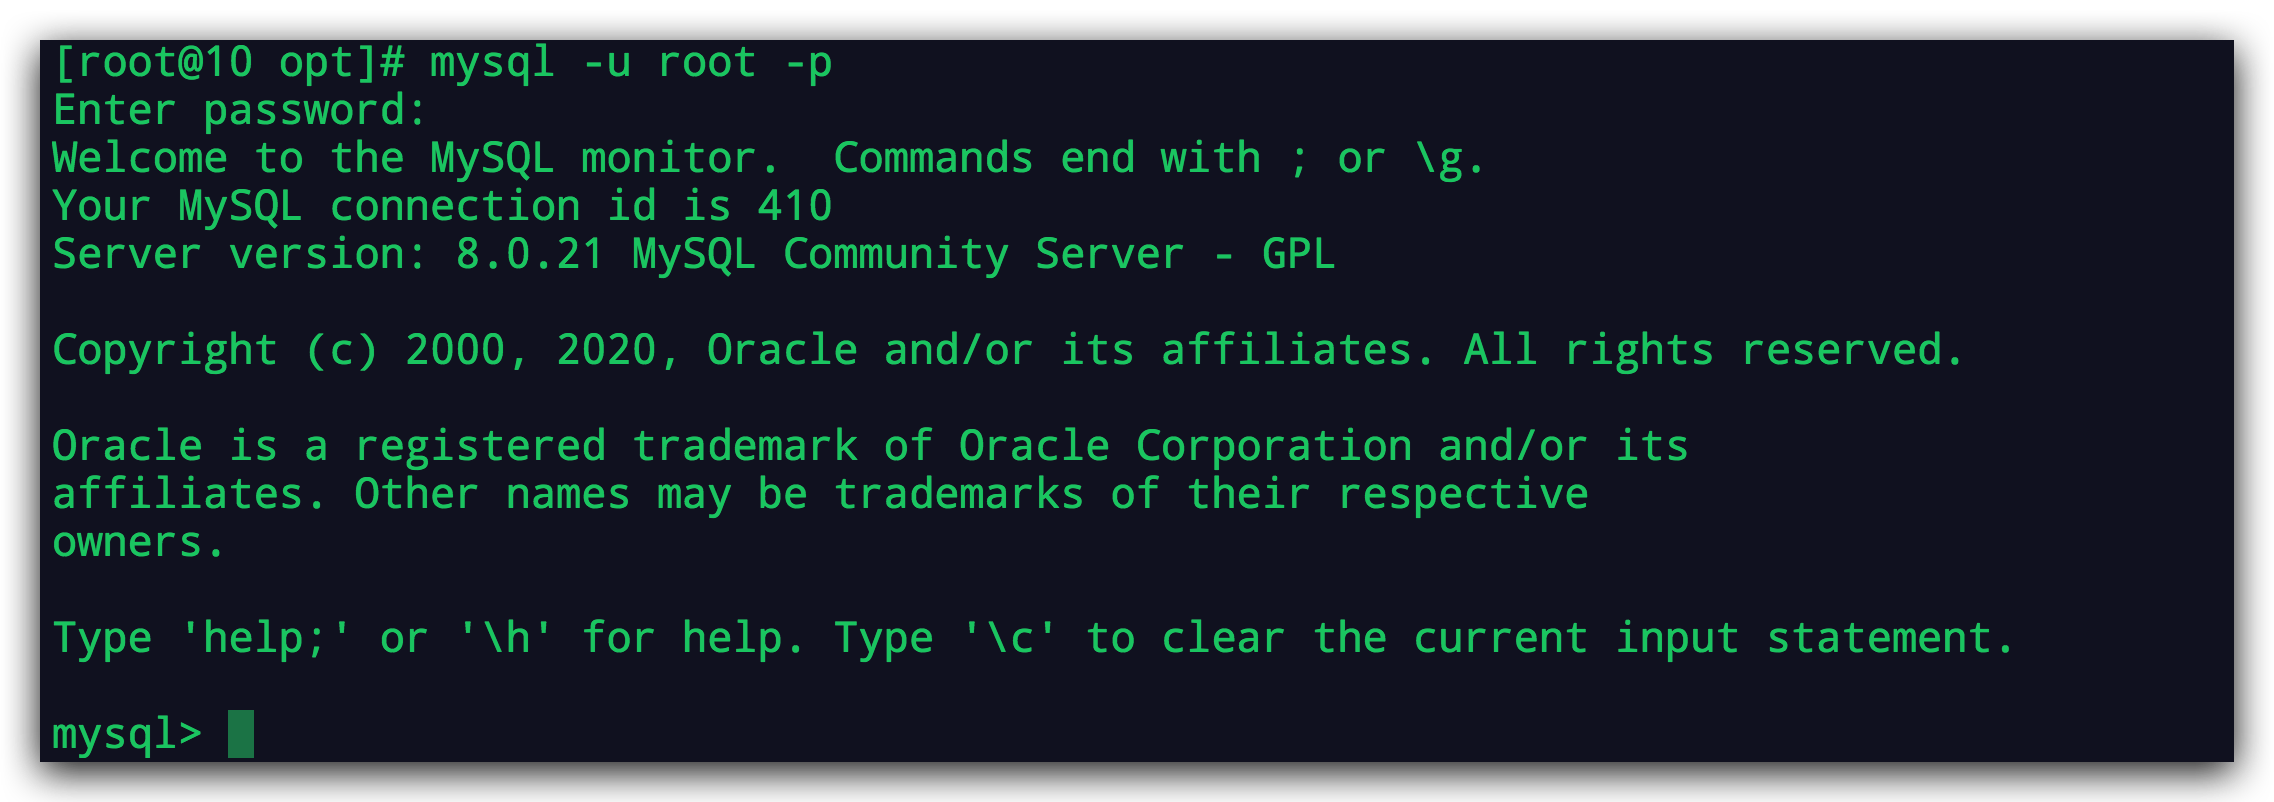 [root@10 opt]# mysql -u root -p
Enter password:
Welcome to the MySQL monitor.  Commands end with ; or \g.
Your MySQL connection id is 410
Server version: 8.0.21 MySQL Community Server - GPL

Copyright (c) 2000, 2020, Oracle and/or its affiliates. All rights reserved.

Oracle is a registered trademark of Oracle Corporation and/or its
affiliates. Other names may be trademarks of their respective
owners.

Type 'help;' or '\h' for help. Type '\c' to clear the current input statement.

mysql>